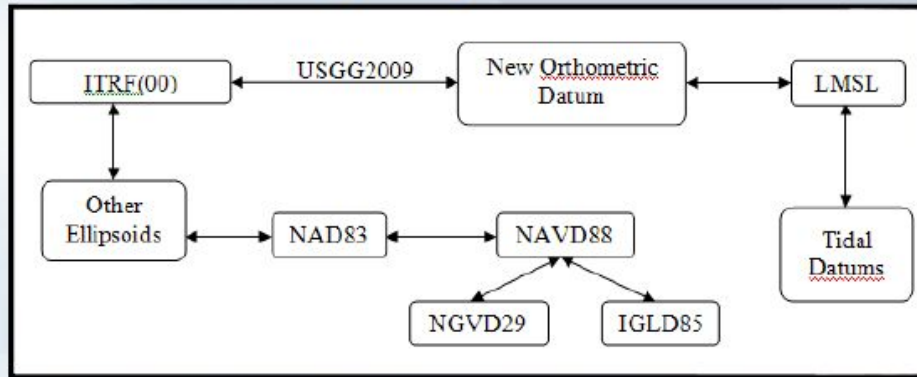 ITRF(00)
USGG2009
New Orthometric
Datum
LMSL
Other
Ellipsoids
NAD83
NAVD88
Tidal
Datums
NGVD29
IGLD85